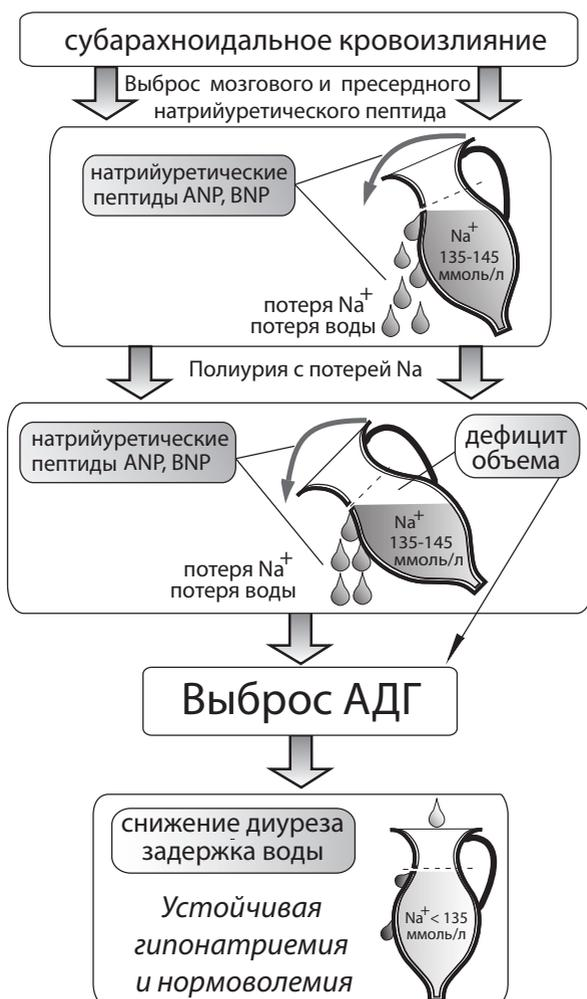 субарахноидальное кровоизлияние
Выброс мозгового и пресердного
натрийуретического пептида
натрийуретические
пептиды ANP, BNP
Na+
135-145
ммоль/л
потеря Na+
потеря воды
Полиурия с потерей Na
натрийуретические
пептиды ANP, BNP
дефицит
объема
Na+
135-145
ммоль/л
потеря Na+
потеря воды
Выброс АДГ
снижение диуреза
задержка воды
Na+< 135
ммоль/л
Устойчивая
гипонатриемия
и нормоволемия